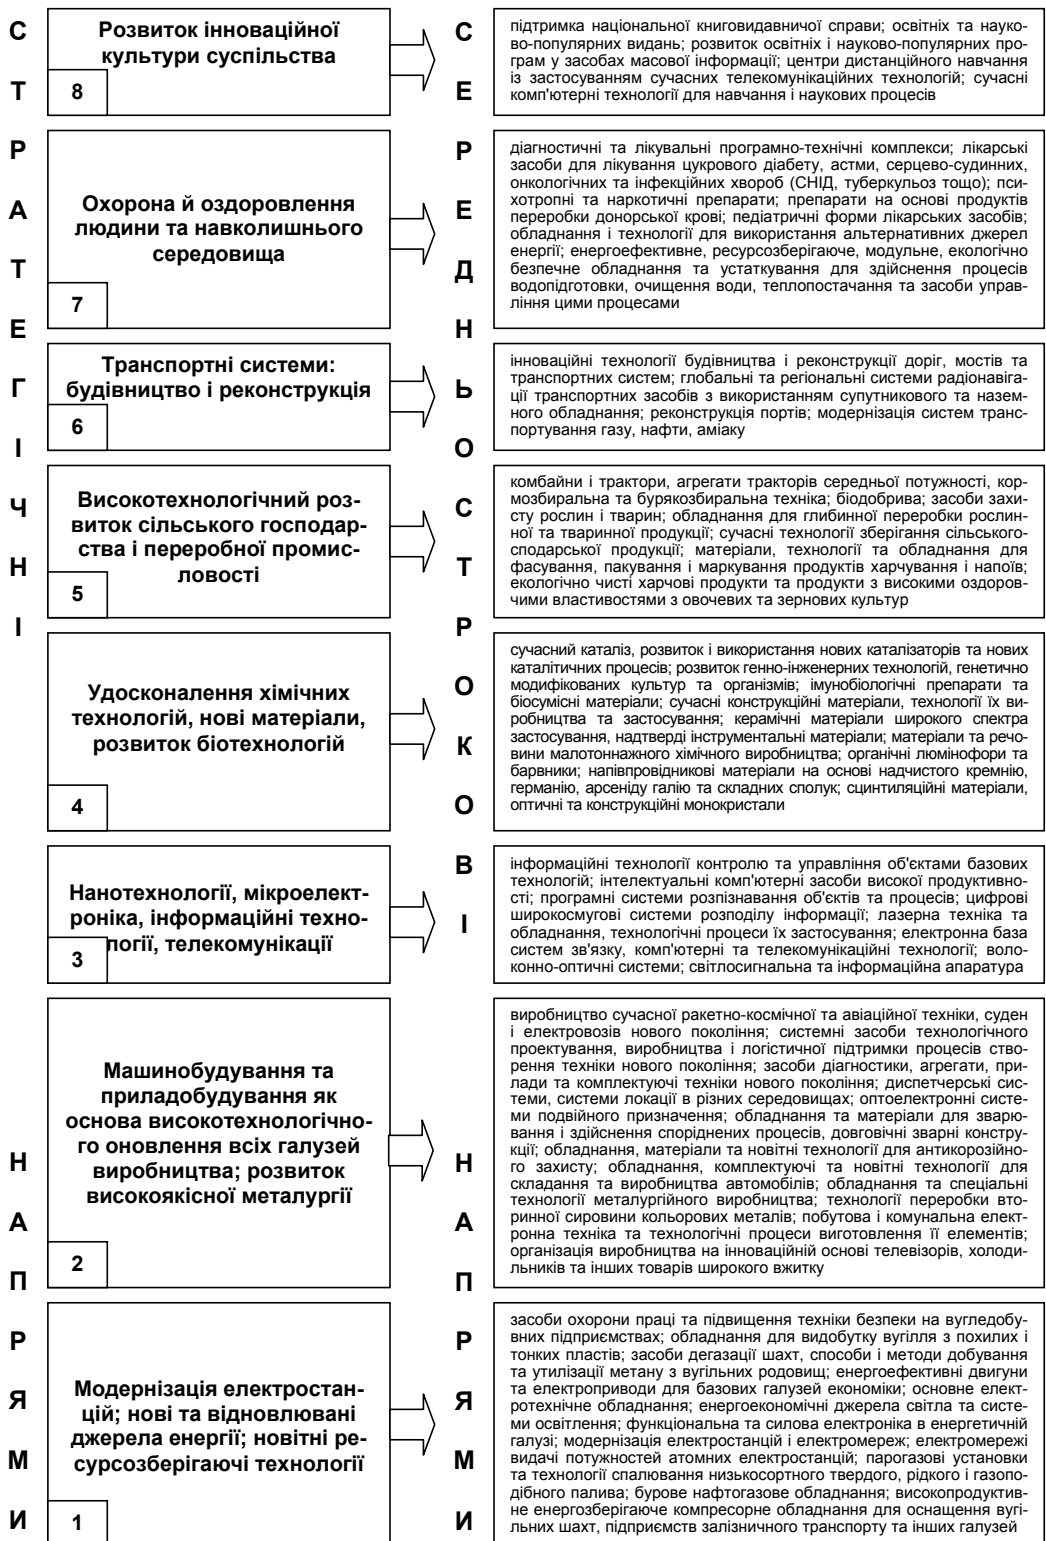 СТРАТЕГІЧНІ НАПРЯМИ
СЕРЕДНЬОСТРОКОВІ НАПРЯМИ
Розвиток інноваційної
культури суспільства
8
підтримка національної книговидавничої справи; освітніх та науко-
во-популярних видань; розвиток освітніх і науково-популярних про-
грам у засобах масової інформації; центри дистанційного навчання
із застосуванням сучасних телекомунікаційних технологій; сучасні
комп'ютерні технології для навчання і наукових процесів
Охорона й оздоровлення
людини та навколишнього
середовища
7
діагностичні та лікувальні програмно-технічні комплекси; лікарські
засоби для лікування цукрового діабету, астми, серцево-судинних,
онкологічних та інфекційних хвороб (СНІД, туберкульоз тощо); пси-
хотропні та наркотичні препарати; препарати на основі продуктів
переробки донорської крові; педіатричні форми лікарських засобів;
обладнання і технології для використання альтернативних джерел
енергії; енергоефективне, ресурсозберігаюче, модульне, екологічно
безпечне обладнання та устаткування для здійснення процесів
водопідготовки, очищення води, теплопостачання та засоби управ-
ління цими процесами
Транспортні системи:
будівництво і реконструкція
6
інноваційні технології будівництва і реконструкції доріг, мостів та
транспортних систем; глобальні та регіональні системи радіонавіга-
ції транспортних засобів з використанням супутникового та назем-
ного обладнання; реконструкція портів; модернізація систем транс-
портування газу, нафти, аміаку
Високотехнологічний роз-
виток сільського господар-
ства і переробної промис-
ловості
5
комбайни і трактори, агрегати тракторів середньої потужності, кор-
мозбиральна та бурякозбиральна техніка; біодобрива; засоби захи-
сту рослин і тварин; обладнання для глибинної переробки рослин-
ної та тваринної продукції; сучасні технології зберігання сільського-
сподарської продукції; матеріали, технології та обладнання для
фасування, пакування і маркування продуктів харчування і напоїв;
екологічно чисті харчові продукти та продукти з високими оздоров-
чими властивостями з овочевих та зернових культур
Удосконалення хімічних
технологій, нові матеріали,
розвиток біотехнологій
4
сучасний каталіз, розвиток і використання нових каталізаторів та нових
каталітичних процесів; розвиток генно-інженерних технологій, генетично
модифікованих культур та організмів; імунобіологічні препарати та
біосумісні матеріали; сучасні конструкційні матеріали, технології їх ви-
робництва та застосування; керамічні матеріали широкого спектра
застосування, надтверді інструментальні матеріали; матеріали та речо-
вини малотоннажного хімічного виробництва; органічні люмінофори та
барвники; напівпровідникові матеріали на основі надчистого кремнію,
германію, арсеніду галію та складних сполук; сцинтиляційні матеріали,
оптичні та конструкційні монокристали
Нанотехнології, мікроелект-
роніка, інформаційні техно-
логії, телекомунікації
3
інформаційні технології контролю та управління об'єктами базових
технологій; інтелектуальні комп'ютерні засоби високої продуктивно-
сті; програмні системи розпізнавання об'єктів та процесів; цифрові
широкосмугові системи розподілу інформації; лазерна техніка та
обладнання, технологічні процеси їх застосування; електронна база
систем зв'язку, комп'ютерні та телекомунікаційні технології; воло-
конно-оптичні системи; світлосигнальна та інформаційна апаратура
Машинобудування та
приладобудування як
основа високотехнологічно-
го оновлення всіх галузей
виробництва; розвиток
високоякісної металургії
2
виробництво сучасної ракетно-космічної та авіаційної техніки, суден
і електровозів нового покоління; системні засоби технологічного
проектування, виробництва і логістичної підтримки процесів ство-
рення техніки нового покоління; засоби діагностики, агрегати, при-
лади та комплектуючі техніки нового покоління; диспетчерські сис-
теми, системи локації в різних середовищах; оптоелектронні систе-
ми подвійного призначення; обладнання та матеріали для зварю-
вання і здійснення споріднених процесів, довговічні зварні констру-
кції; обладнання, матеріали та новітні технології для антикорозійно-
го захисту; обладнання, комплектуючі та новітні технології для
складання та виробництва автомобілів; обладнання та спеціальні
технології металургійного виробництва; технології переробки вто-
ринної сировини кольорових металів; побутова і комунальна елект-
ронна техніка та технологічні процеси виготовлення її елементів;
організація виробництва на інноваційній основі телевізорів, холоди-
льників та інших товарів широкого вжитку
Модернізація електростан-
цій; нові та відновлювані
джерела енергії; новітні ре-
сурсозберігаючі технології
1
засоби охорони праці та підвищення техніки безпеки на вугледобу-
вних підприємствах; обладнання для видобутку вугілля з похилих і
тонких пластів; засоби дегазації шахт, способи і методи добування
та утилізації метану з вугільних родовищ; енергоефективні двигуни
та електроприводи для базових галузей економіки; основне елект-
ротехнічне обладнання; енергоекономічні джерела світла та систе-
ми освітлення; функціональна та силова електроніка в енергетичній
галузі; модернізація електростанцій і електромереж; електромережі
видачі потужностей атомних електростанцій; парогазові установки
та технології спалювання низькосортного твердого, рідкого і газопо-
дібного палива; бурове нафтогазове обладнання; високопродуктив-
не енергозберігаюче компресорне обладнання для оснащення вугі-
льних шахт, підприємств залізничного транспорту та інших галузей